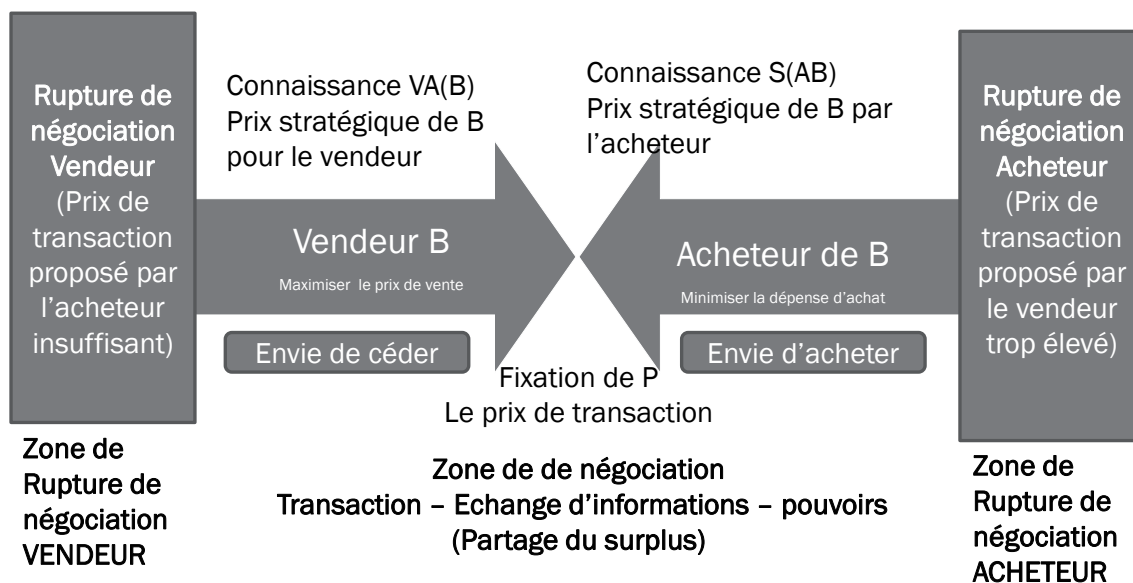 Rupture de
négociation
Vendeur
(Prix de
transaction
proposé par
l'acheteur
insuffisant)
Zone de
Rupture de
négociation
VENDEUR
Connaissance VA(B)
Prix stratégique de B
pour le vendeur
Vendeur B
Maximiser le prix de vente
Envie de céder
Connaissance S(AB)
Prix stratégique de B par
l'acheteur
Acheteur de B
Minimiser la dépense d'achat
Envie d'acheter
Fixation de P
Le prix de transaction
Zone de de négociation
Transaction – Echange d'informations – pouvoirs
(Partage du surplus)
Rupture de
négociation
Acheteur
(Prix de
transaction
proposé par
le vendeur
trop élevé)
Zone de
Rupture de
négociation
ACHETEUR